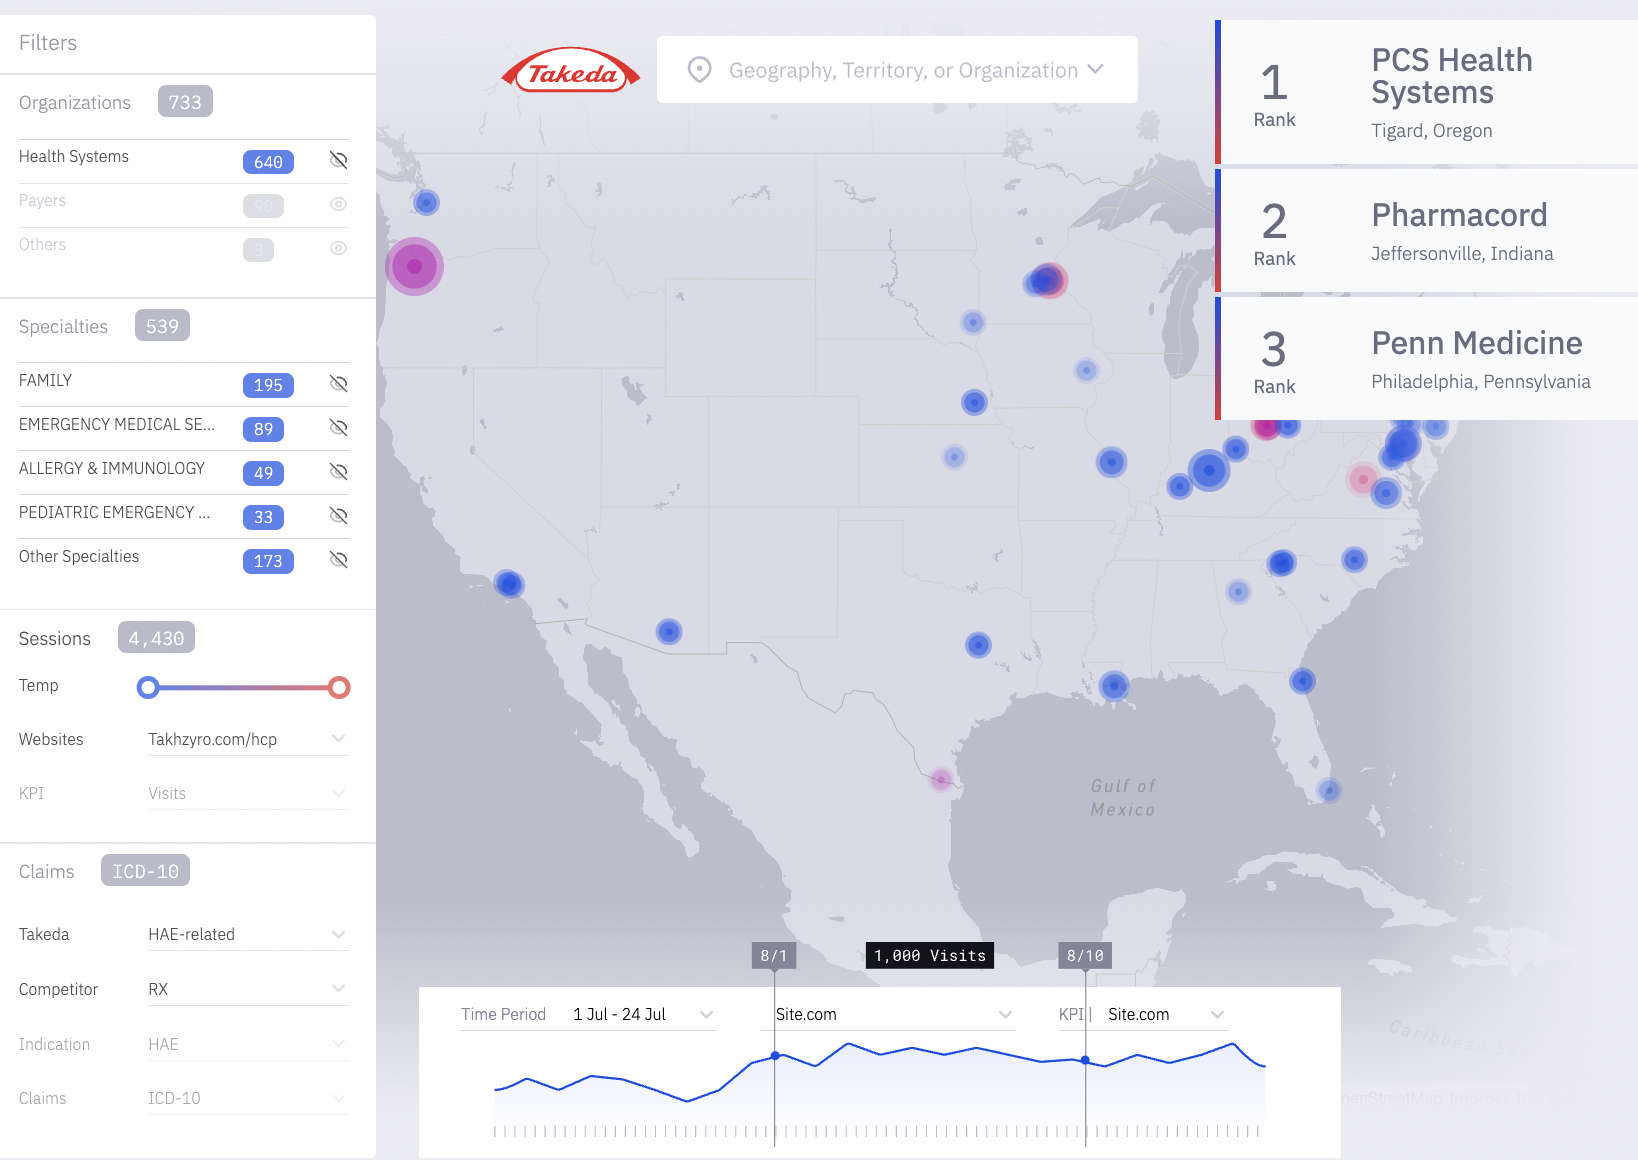 Filters
Organizations 733
Health Systems 640
Payers 90
Others 3
Specialties 539
FAMILY 195
EMERGENCY MEDICAL SE... 89
ALLERGY & IMMUNOLOGY 49
PEDIATRIC EMERGENCY ... 33
Other Specialties 173
Sessions 4,430
Temp
Websites Takhzyro.com/hcp
KPI Visits
Claims ICD-10
Takeda HAE-related
Competitor RX
Indication HAE
Claims ICD-10
Takeda
Geography, Territory, or Organization
1
Rank
PCS Health
Systems
Tigard, Oregon
2
Rank
Pharmacord
Jeffersonville, Indiana
3
Rank
Penn Medicine
Philadelphia, Pennsylvania
Gulf of
Mexico
8/1 1,000 Visits 8/10
Time Period 1 Jul - 24 Jul Site.com KPI| Site.com
Caribbean S
penStreetMap Improve this